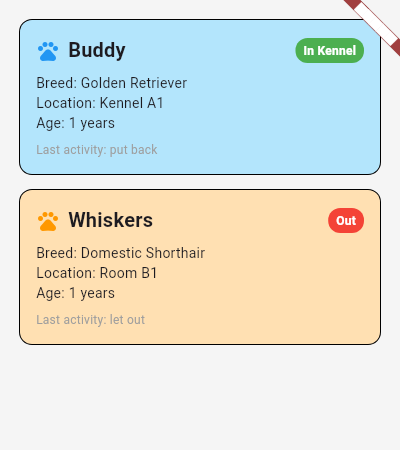 Buddy
In Kennel
Breed: Golden Retriever
Location: Kennel A1
Age: 1 years
Last activity: put back
Whiskers
Out
Breed: Domestic Shorthair
Location: Room B1
Age: 1 years
Last activity: let out